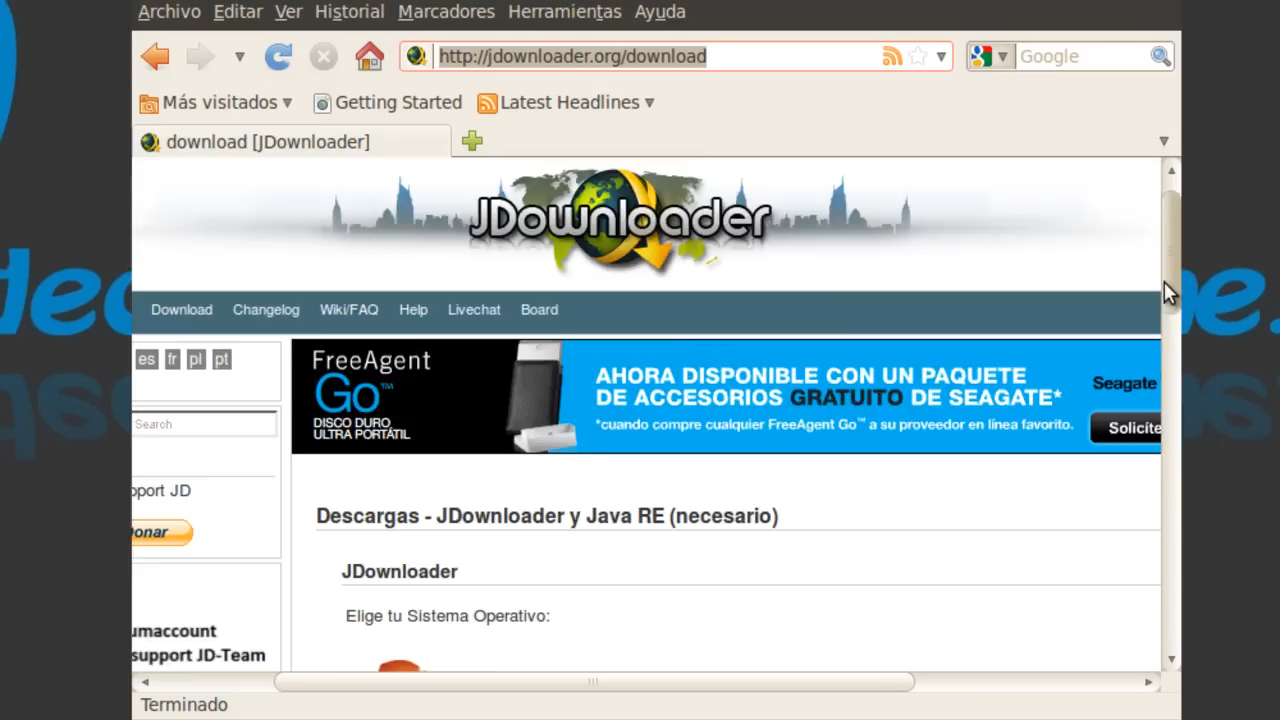 Archivo Editar Ver Historial Marcadores Herramientas Ayuda
http://jdownloader.org/download
Google
Más visitados Getting Started Latest Headlines
download [JDownloader]
JDownloader
Download Changelog Wiki/FAQ Help Livechat Board
es fr pl pt
FreeAgent
Go™
DISCO DURO
ULTRA PORTÁTIL
AHORA DISPONIBLE CON UN PAQUETE
DE ACCESORIOS GRATUITO DE SEAGATE*
*cuando compre cualquier FreeAgent Go™ a su proveedor en línea favorito.
Seagate
Solicite
Search
pport JD
onar
Descargas - JDownloader y Java RE (necesario)
JDownloader
Elige tu Sistema Operativo:
umaccount
support JD-Team
Terminado